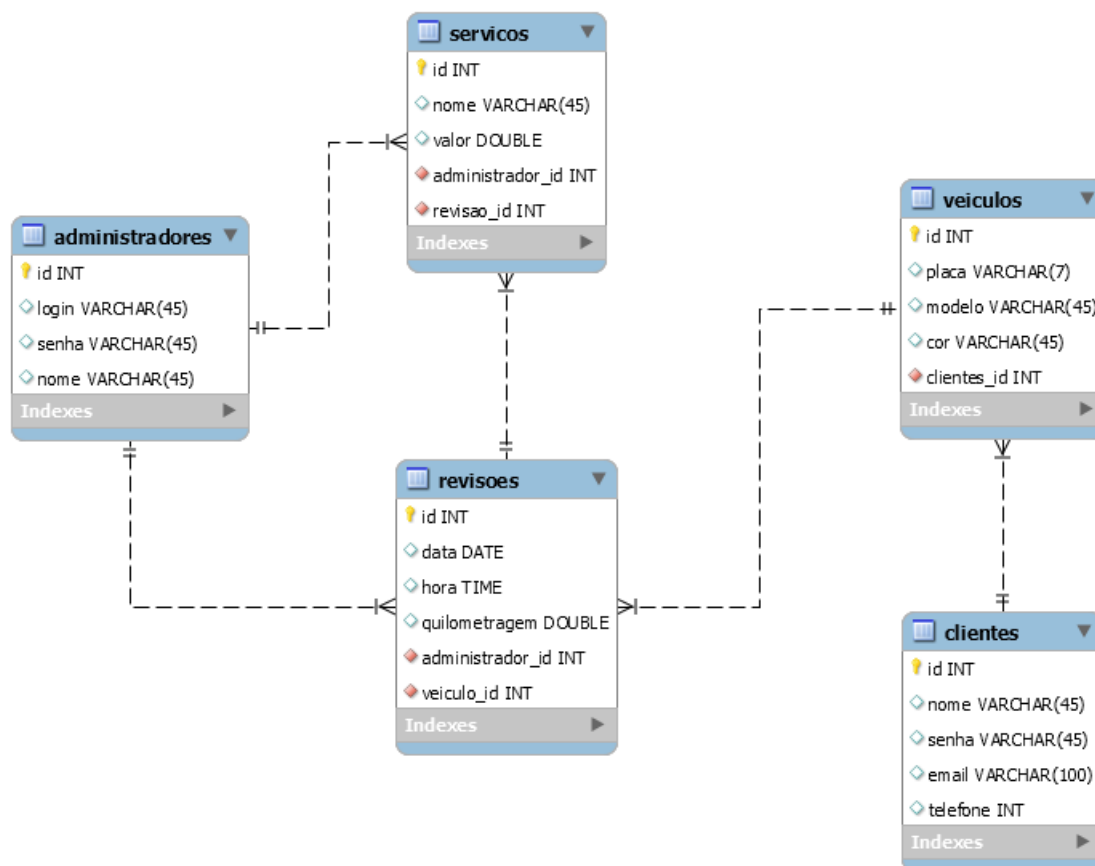 servicos
id INT
nome VARCHAR(45)
valor DOUBLE
administrador_id INT
revisao_id INT
Indexes
administradores
id INT
login VARCHAR(45)
senha VARCHAR(45)
nome VARCHAR(45)
Indexes
veiculos
id INT
placa VARCHAR(7)
modelo VARCHAR(45)
cor VARCHAR(45)
clientes_id INT
Indexes
revisoes
id INT
data DATE
hora TIME
quilometragem DOUBLE
administrador_id INT
veiculo_id INT
Indexes
clientes
id INT
nome VARCHAR(45)
senha VARCHAR(45)
email VARCHAR(100)
telefone INT
Indexes